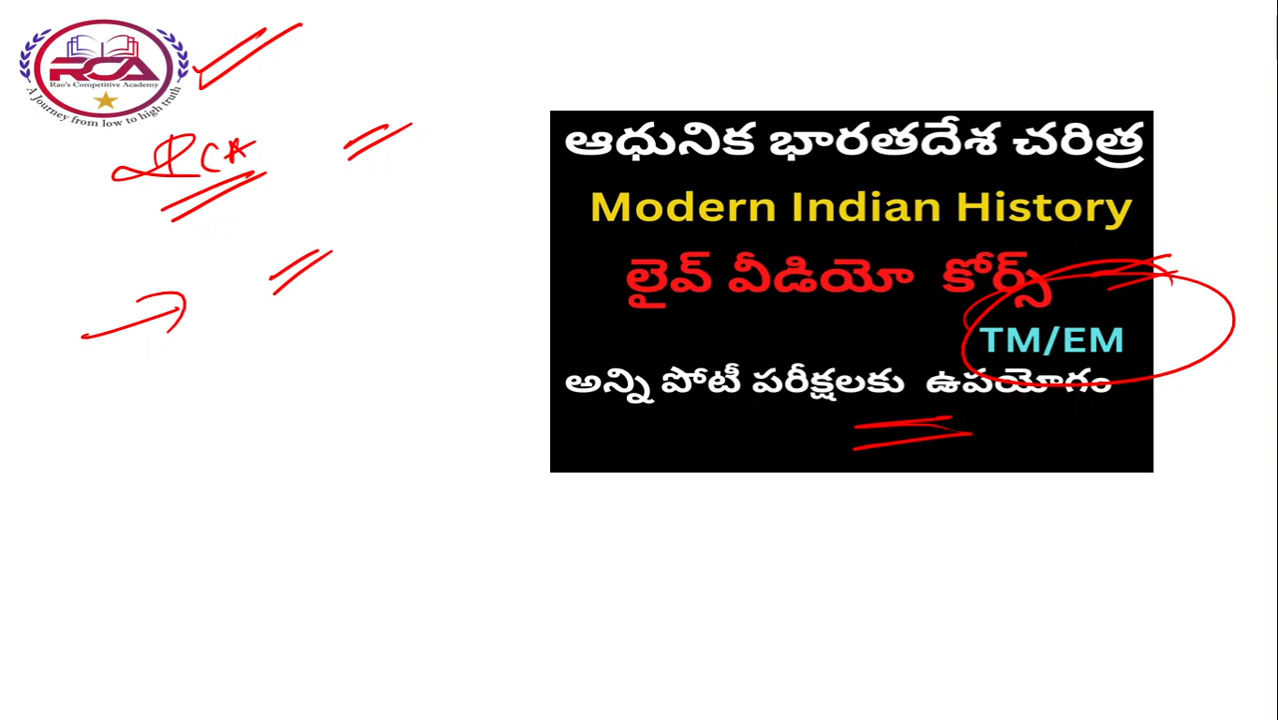 RCA
Rao's Competitive Academy
A Journey from low to high truth
RCA
ఆధునిక భారతదేశ చరిత్ర
Modern Indian History
లైవ్ వీడియో కోర్స్
TM/EM
అన్ని పోటీ పరీక్షలకు ఉపయోగం